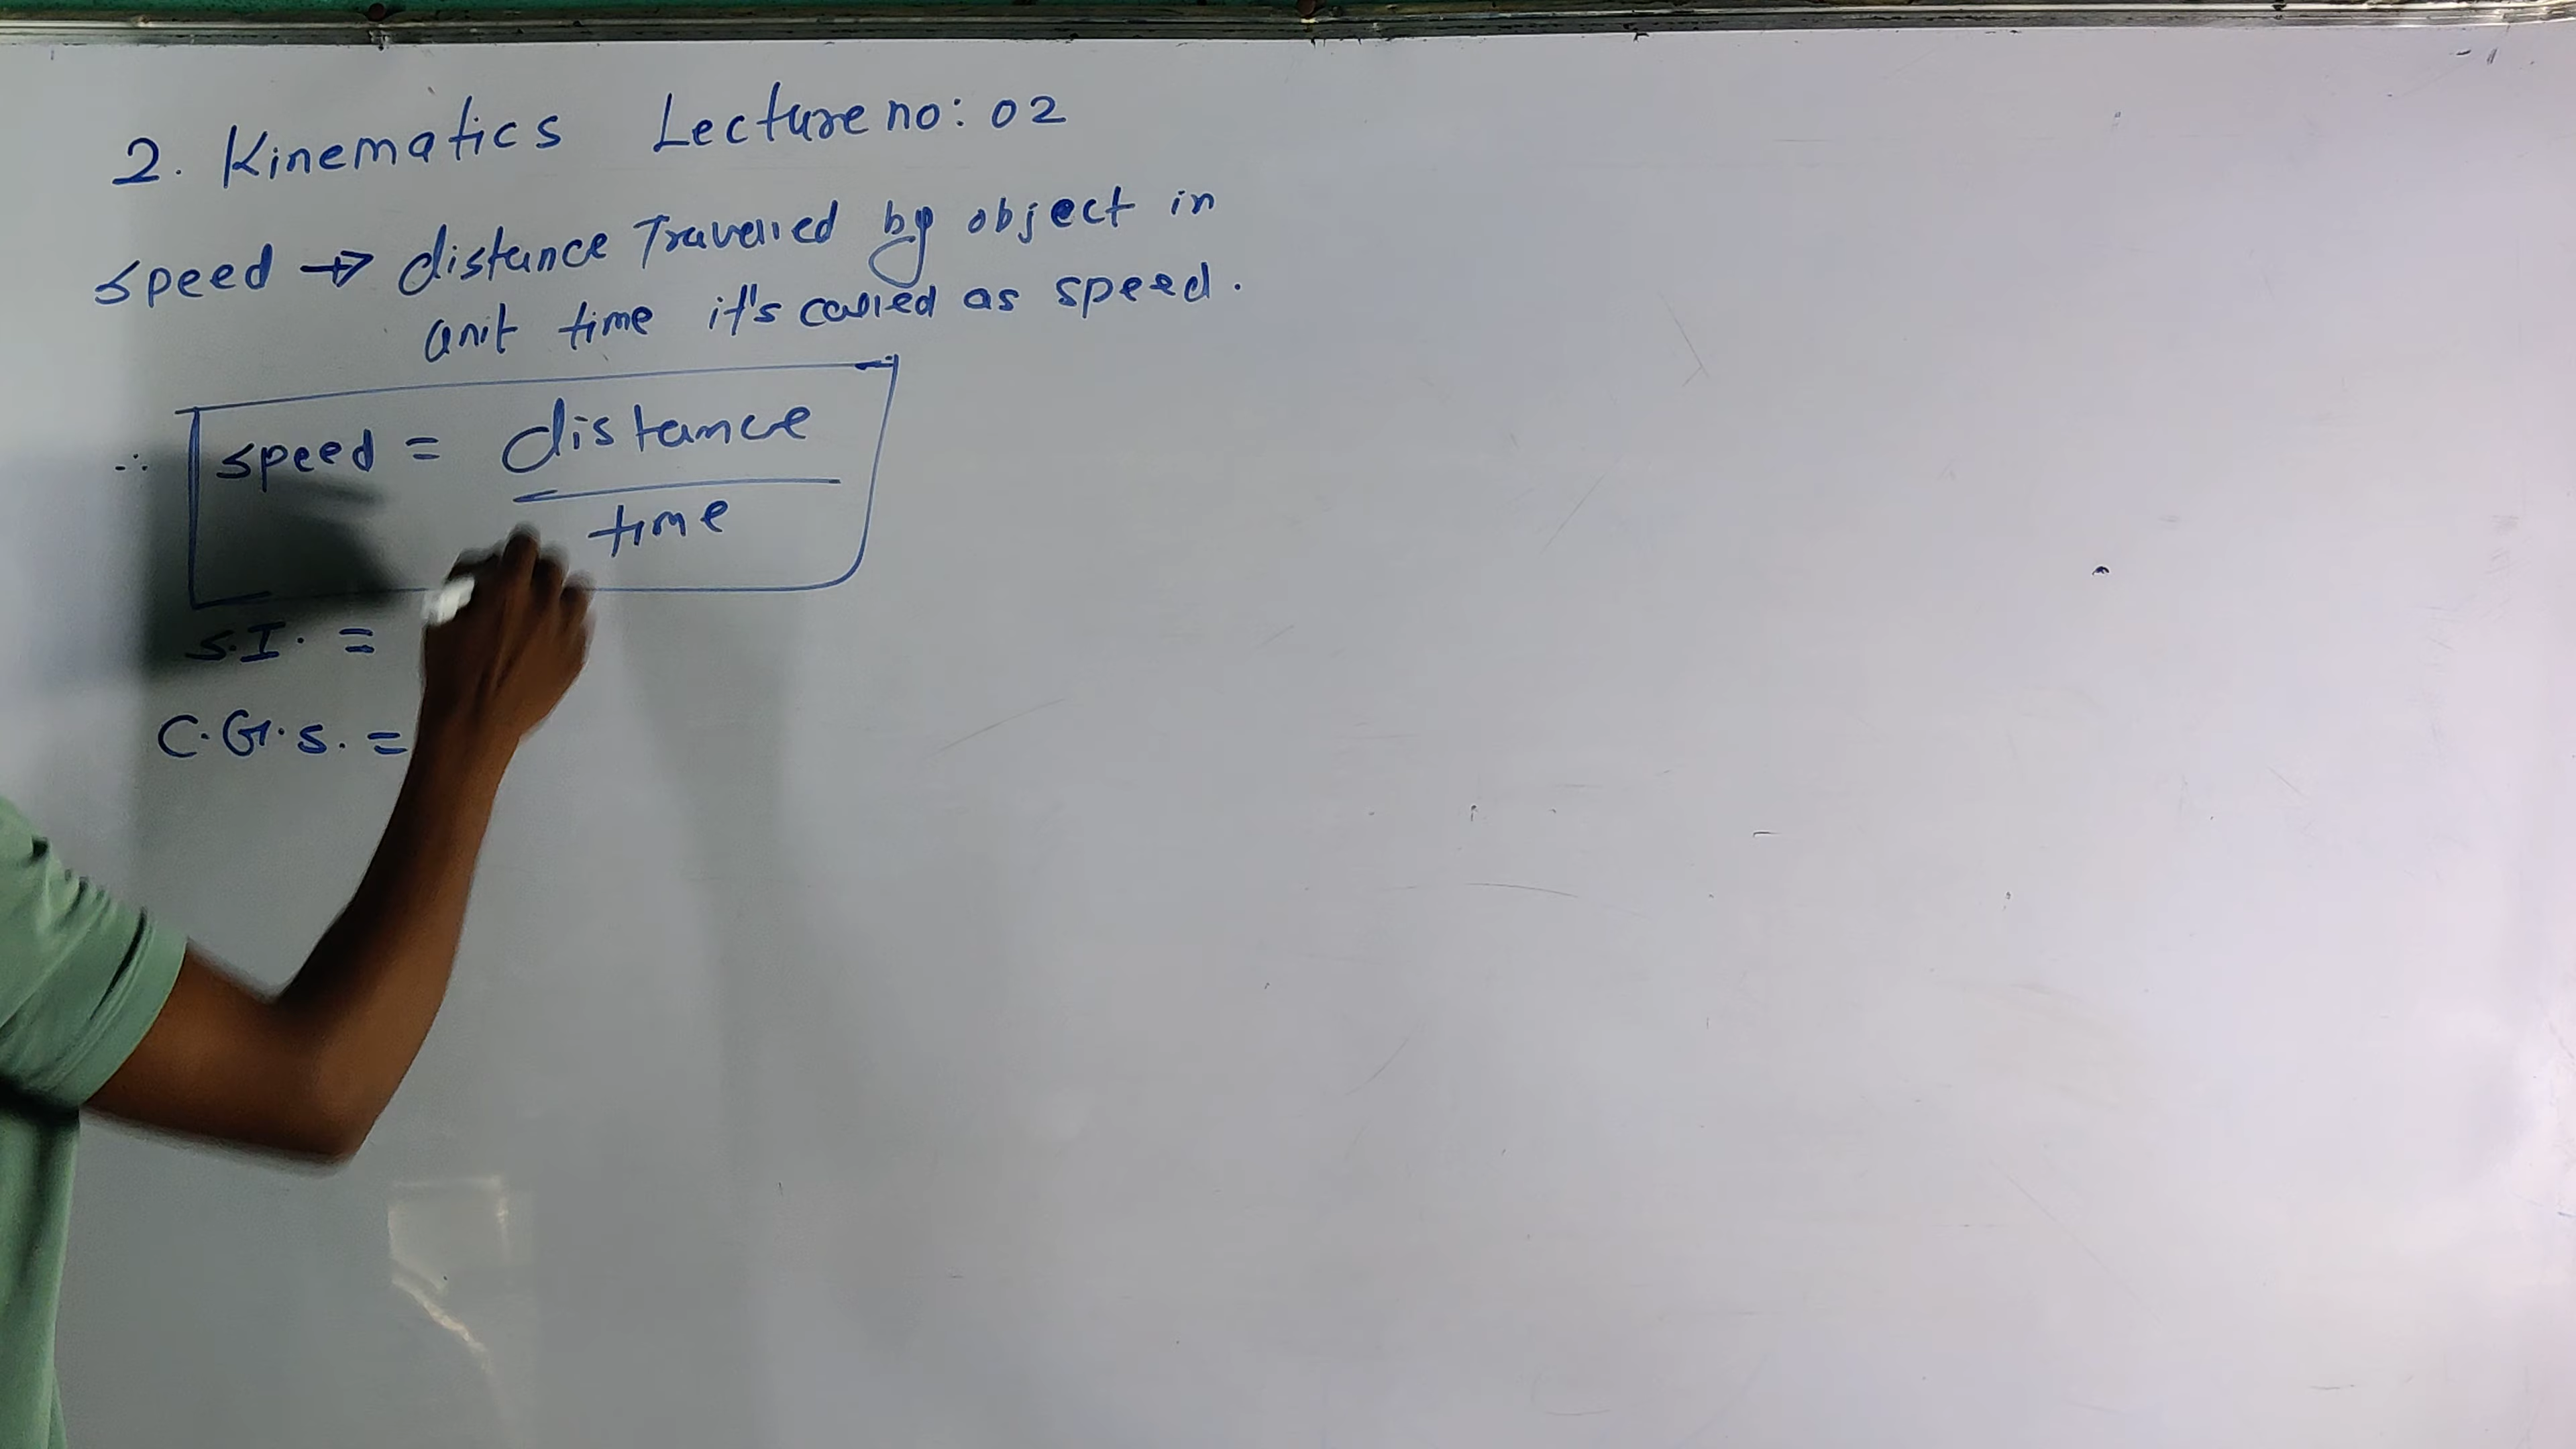 2. Kinematics Lecture no: 02
speed → distance Travelled by object in
unit time it's called as speed.
∴ speed = distance
time
S.I. =
C.G.S. =